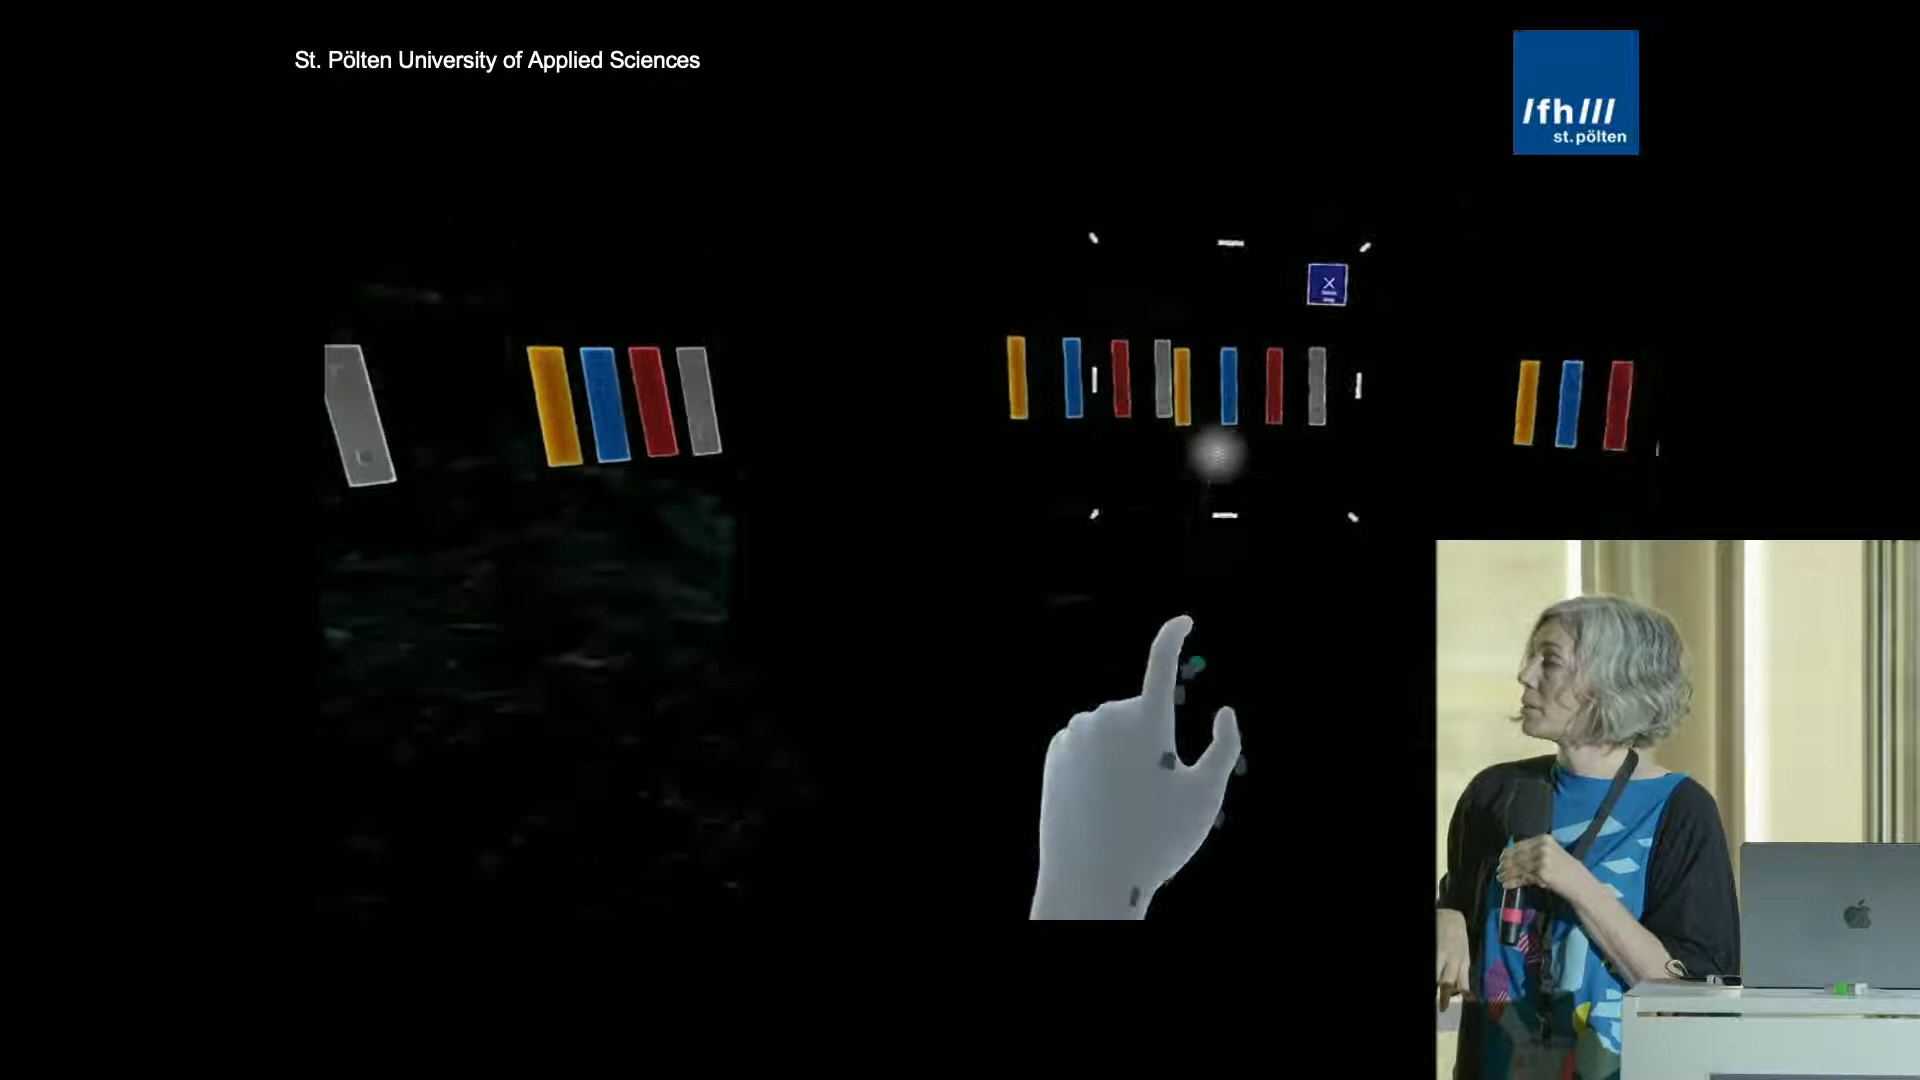 St. Pölten University of Applied Sciences
/fh///
st.pölten